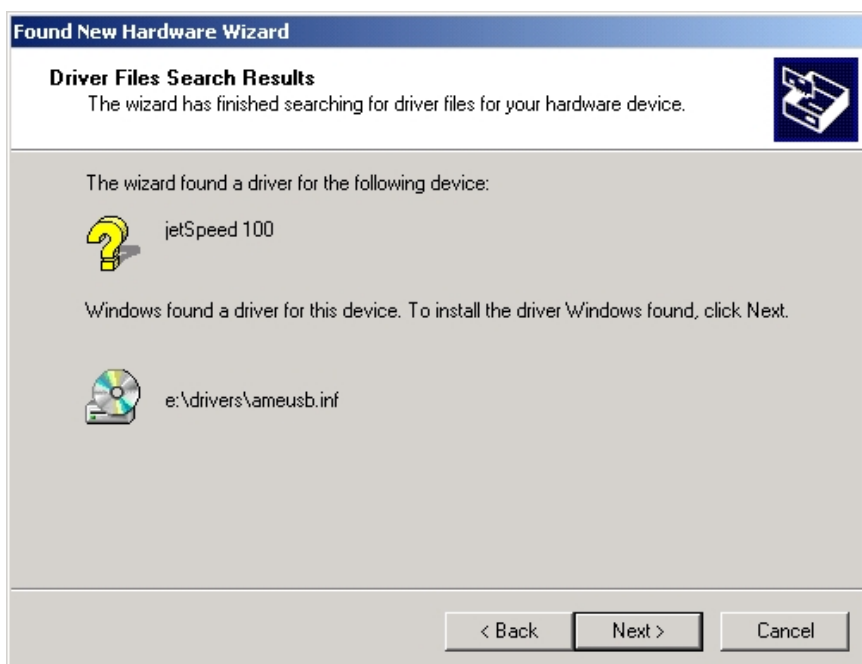 Found New Hardware Wizard
Driver Files Search Results
The wizard has finished searching for driver files for your hardware device.
The wizard found a driver for the following device:
jetSpeed 100
Windows found a driver for this device. To install the driver Windows found, click Next.
e:\drivers\ameusb.inf
< Back
Next >
Cancel